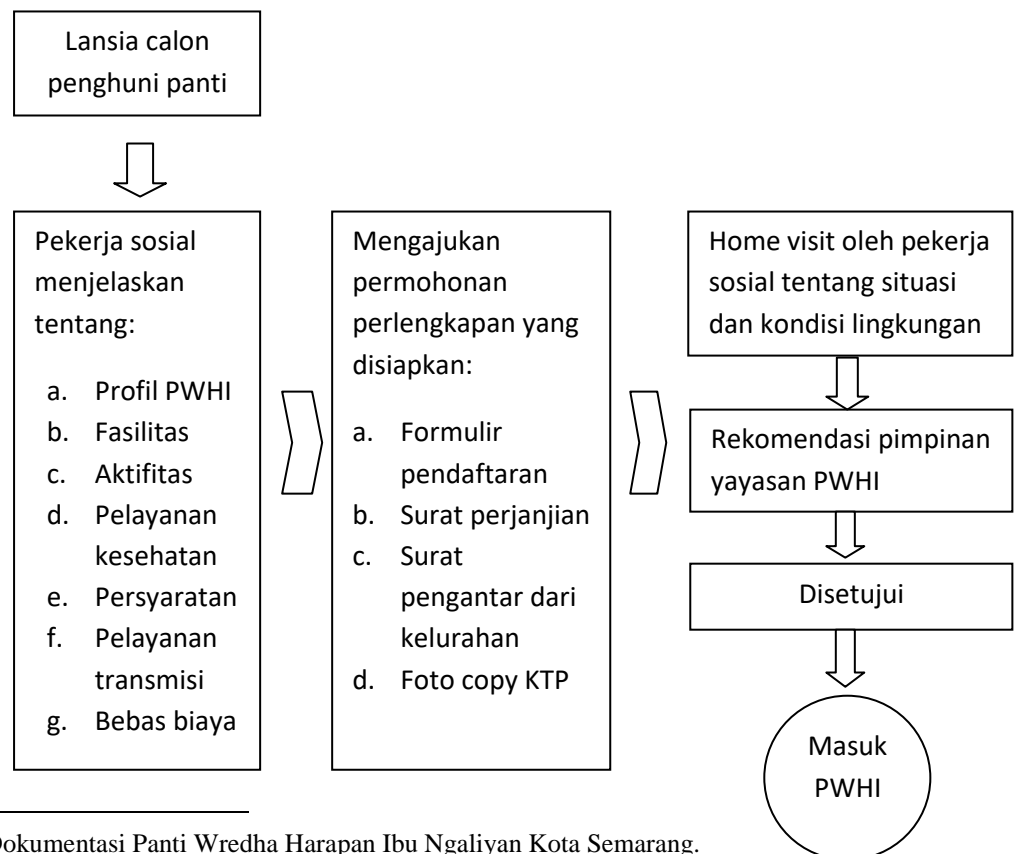 Lansia calon
penghuni panti
Pekerja sosial
menjelaskan
tentang:
a. Profil PWHI
b. Fasilitas
c. Aktifitas
d. Pelayanan
kesehatan
e. Persyaratan
f. Pelayanan
transmisi
g. Bebas biaya
Mengajukan
permohonan
perlengkapan yang
disiapkan:
a. Formulir
pendaftaran
b. Surat perjanjian
c. Surat
pengantar dari
kelurahan
d. Foto copy KTP
Home visit oleh pekerja
sosial tentang situasi
dan kondisi lingkungan
Rekomendasi pimpinan
yayasan PWHI
Disetujui
Masuk
PWHI
Dokumentasi Panti Wredha Harapan Ibu Ngaliyan Kota Semarang.